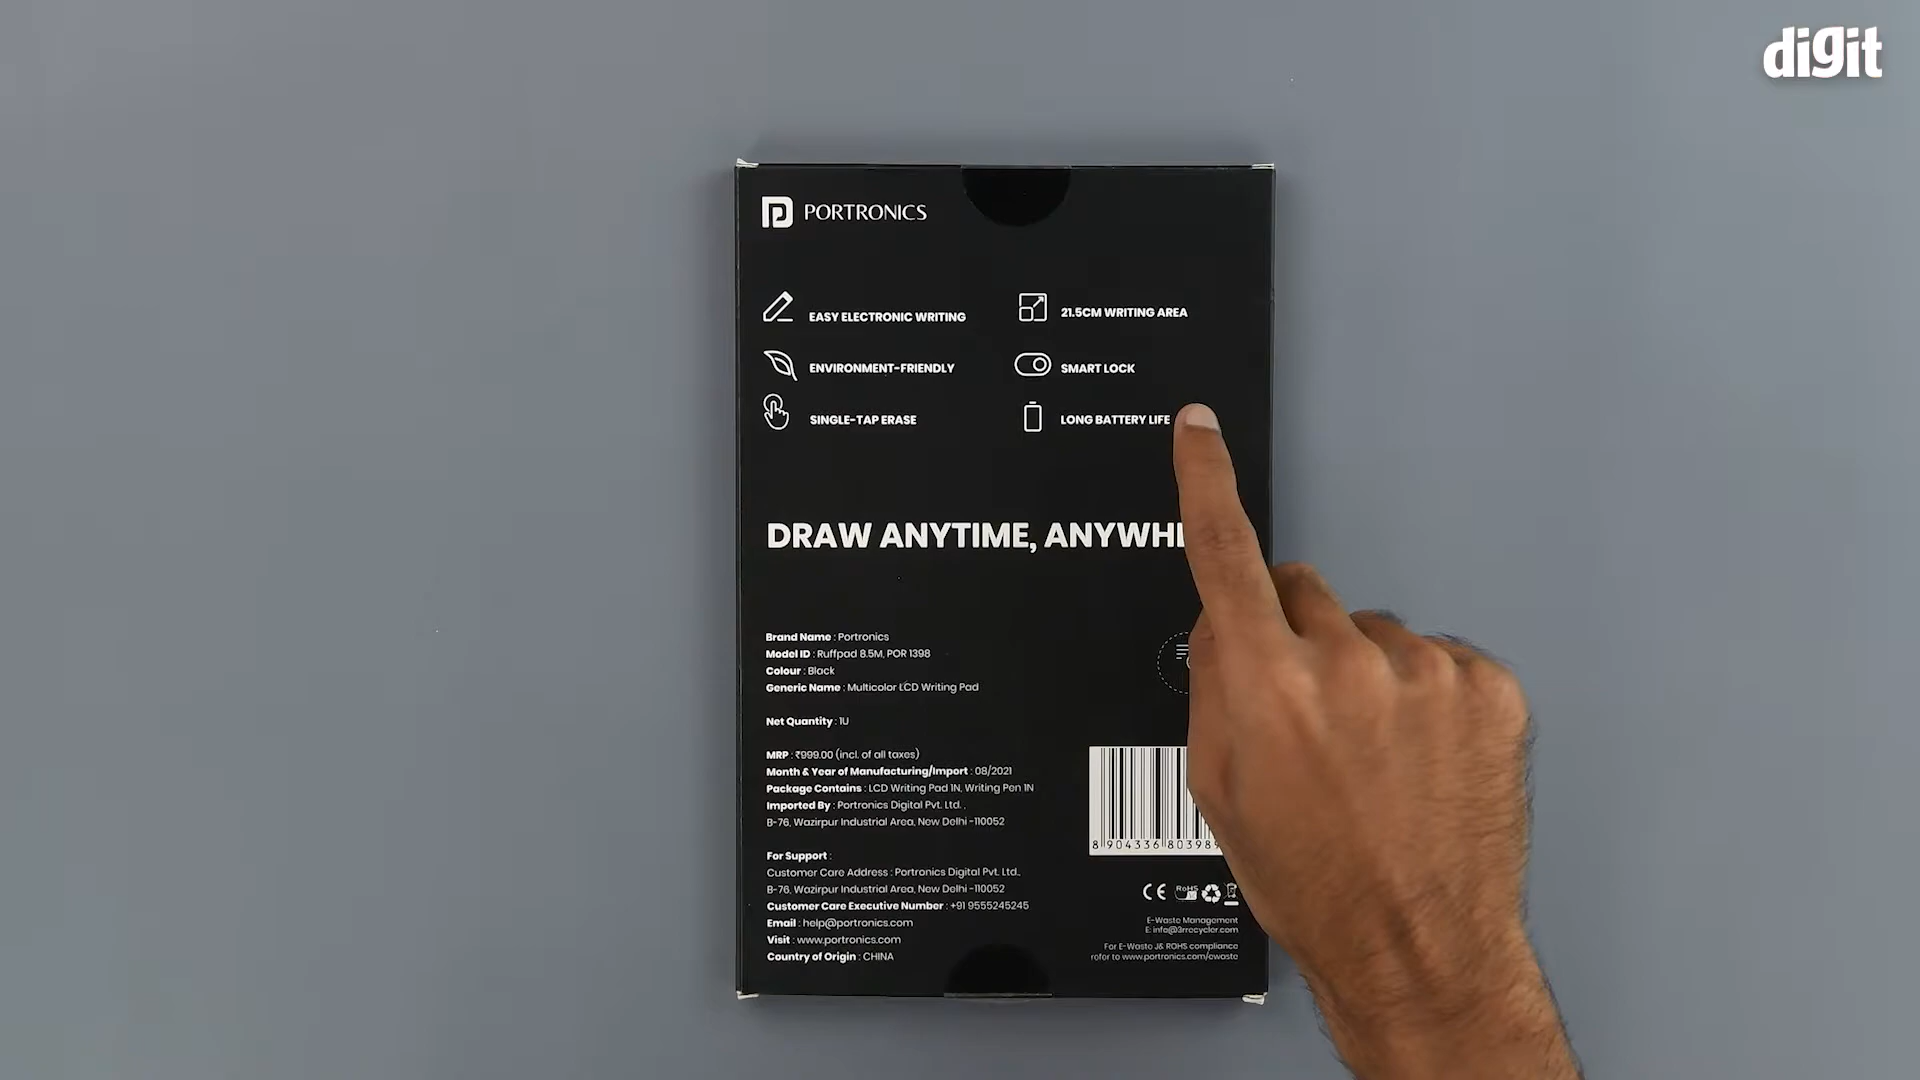 digit
PORTRONICS
EASY ELECTRONIC WRITING
21.5CM WRITING AREA
ENVIRONMENT-FRIENDLY
SMART LOCK
SINGLE-TAP ERASE
LONG BATTERY LIFE
DRAW ANYTIME,
Brand Name : Portronics
Model ID : Ruffpad 8.5M, POR 1398
Colour : Black
Generic Name : Multicolor LCD Writing Pad
Net Quantity : 1U
MRP : ₹999.00 (incl. of all taxes)
Month & Year of Manufacturing/Import : 08/2021
Package Contains : LCD Writing Pad 1N, Writing Pen 1N
Imported By : Portronics Digital Pvt. Ltd. ,
B-76, Wazirpur Industrial Area, New Delhi -110052
For Support :
Customer Care Address : Portronics Digital Pvt. Ltd.,
B-76, Wazirpur Industrial Area, New Delhi -110052
Customer Care Executive Number : +91 9555245245
Email : help@portronics.com
Visit : www.portronics.com
Country of Origin : CHINA
8 904336 80398
CE RoHS
E-Waste Management
E: info@3rrecycler.com
For E-Waste J& ROHS compliance
refer to www.portronics.com/ewaste